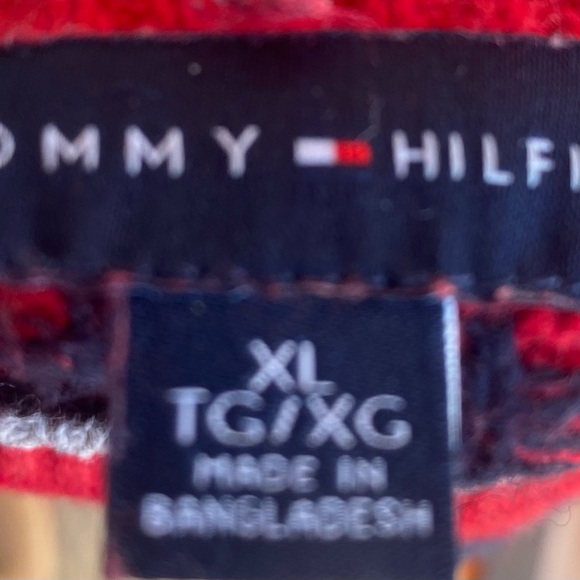 OMMY HILFI
XL
TG/XG
MADE IN
BANGLADESH